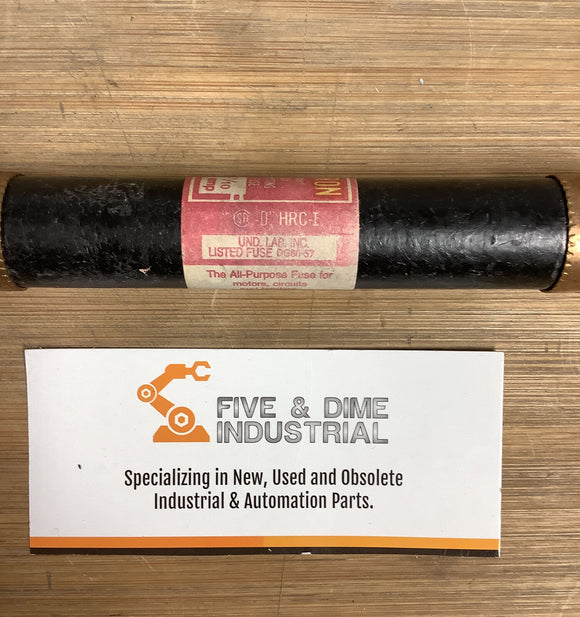 "D" HRC-I
UND. LAB. INC.
LISTED FUSE
The All-Purpose Fuse for
motors, circuits
FIVE & DIME
INDUSTRIAL
Specializing in New, Used and Obsolete
Industrial & Automation Parts.